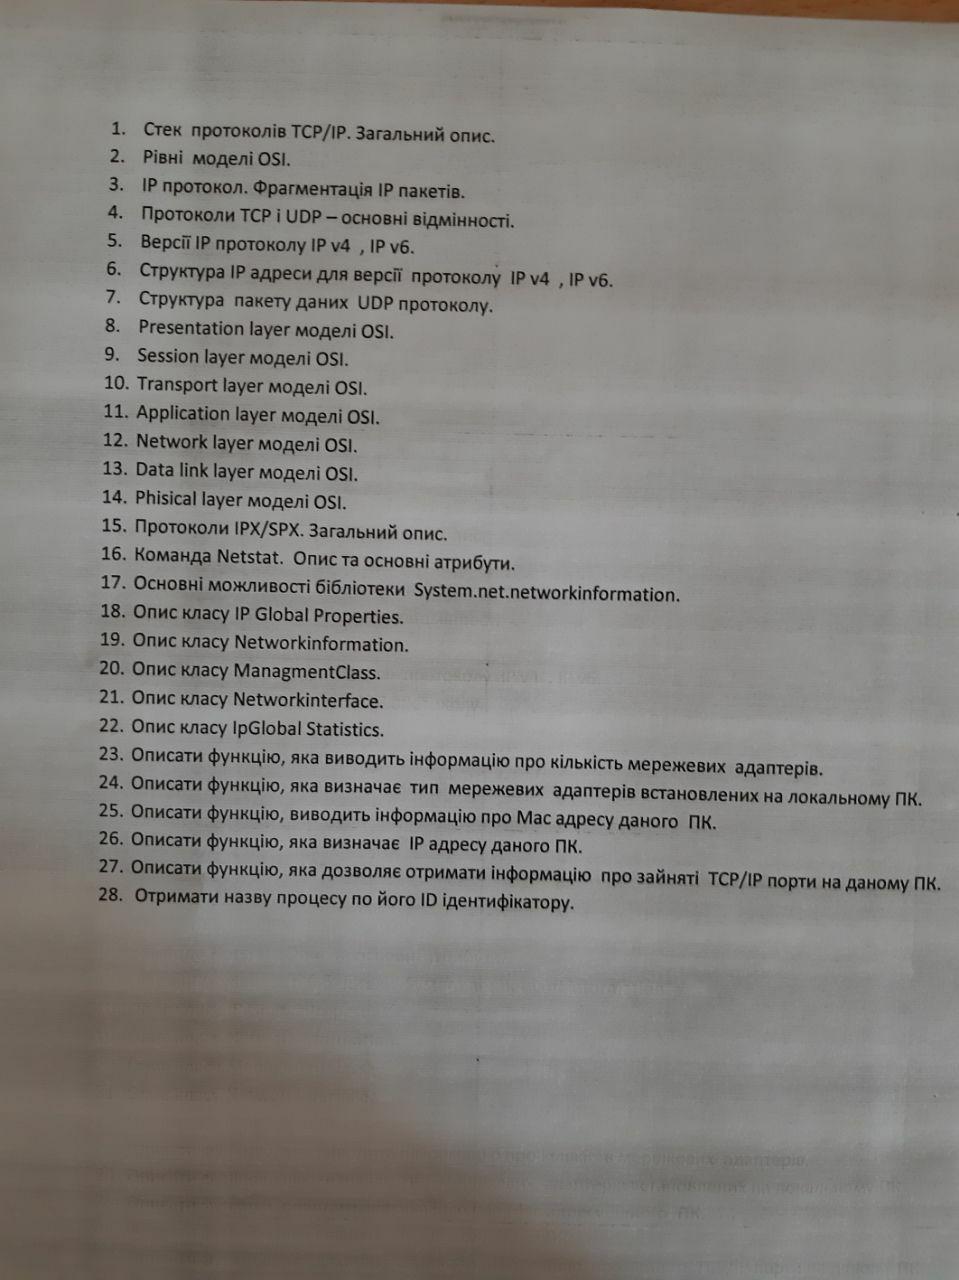 1. Стек протоколів TCP/IP. Загальний опис.
2. Рівні моделі OSI.
3. IP протокол. Фрагментація IP пакетів.
4. Протоколи TCP і UDP – основні відмінності.
5. Версії IP протоколу IP v4 , IP v6.
6. Структура IP адреси для версії протоколу IP v4 , IP v6.
7. Структура пакету даних UDP протоколу.
8. Presentation layer моделі OSI.
9. Session layer моделі OSI.
10. Transport layer моделі OSI.
11. Application layer моделі OSI.
12. Network layer моделі OSI.
13. Data link layer моделі OSI.
14. Phisical layer моделі OSI.
15. Протоколи IPX/SPX. Загальний опис.
16. Команда Netstat. Опис та основні атрибути.
17. Основні можливості бібліотеки System.net.networkinformation.
18. Опис класу IP Global Properties.
19. Опис класу Networkinformation.
20. Опис класу ManagmentClass.
21. Опис класу Networkinterface.
22. Опис класу IpGlobal Statistics.
23. Описати функцію, яка виводить інформацію про кількість мережевих адаптерів.
24. Описати функцію, яка визначає тип мережевих адаптерів встановлених на локальному ПК.
25. Описати функцію, виводить інформацію про Mac адресу даного ПК.
26. Описати функцію, яка визначає IP адресу даного ПК.
27. Описати функцію, яка дозволяє отримати інформацію про зайняті TCP/IP порти на даному ПК.
28. Отримати назву процесу по його ID ідентифікатору.